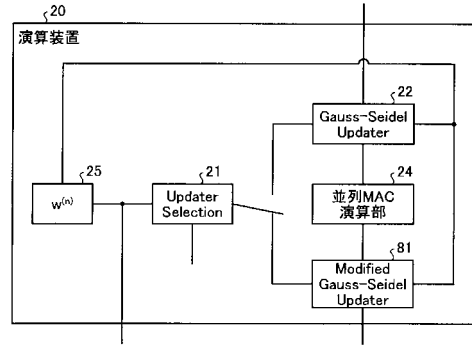 20
演算装置
22
Gauss-Seidel
Updater
25
w(n)
21
Updater
Selection
24
並列MAC
演算部
81
Modified
Gauss-Seidel
Updater